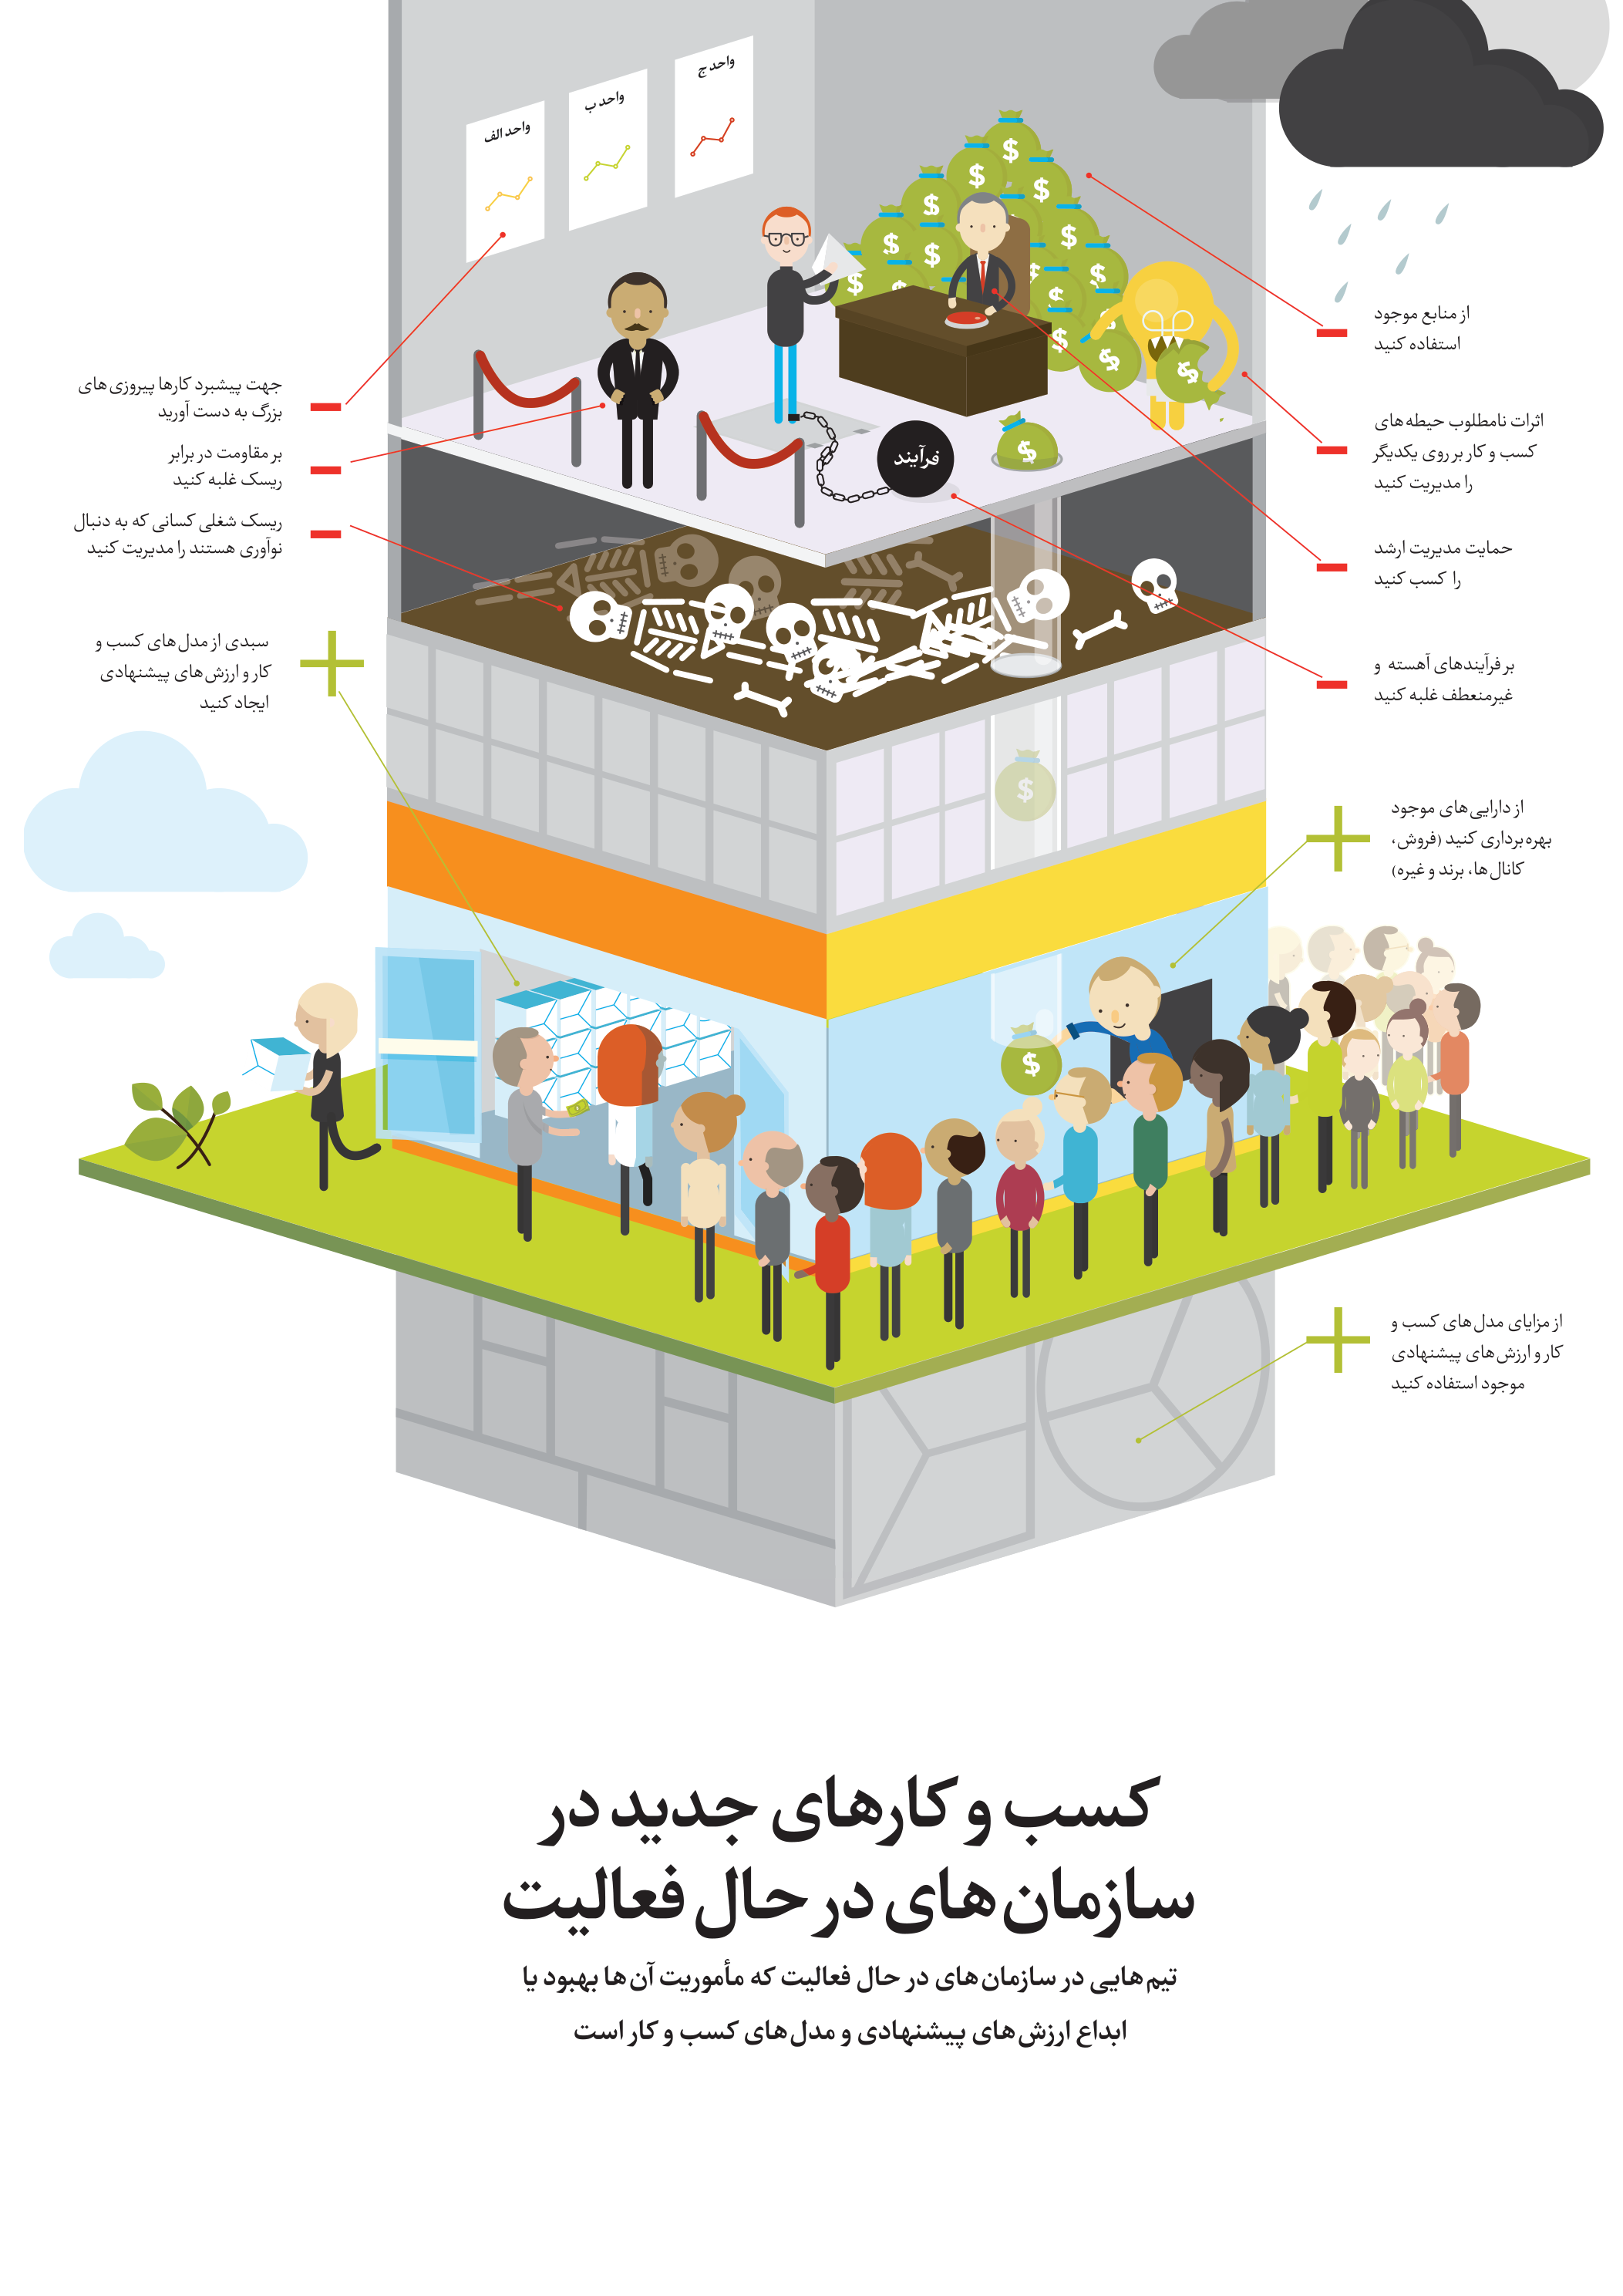 واحد ج
واحد ب
واحد الف
از منابع موجود
استفاده کنید
جهت پیشبرد کارها پیروزی‌های
بزرگ به دست آورید
اثرات نامطلوب حیطه‌های
کسب و کار بر روی یکدیگر
را مدیریت کنید
بر مقاومت در برابر
ریسک غلبه کنید
فرآیند
ریسک شغلی کسانی که به دنبال
نوآوری هستند را مدیریت کنید
حمایت مدیریت ارشد
را کسب کنید
سبدی از مدل‌های کسب و
کار و ارزش‌های پیشنهادی
ایجاد کنید
بر فرآیندهای آهسته و
غیرمنعطف غلبه کنید
از دارایی‌های موجود
بهره‌برداری کنید (فروش،
کانال‌ها، برند و غیره)
از مزایای مدل‌های کسب و
کار و ارزش‌های پیشنهادی
موجود استفاده کنید
کسب و کارهای جدید در
سازمان‌های در حال فعالیت
تیم‌هایی در سازمان‌های در حال فعالیت که مأموریت آن‌ها بهبود یا
ابداع ارزش‌های پیشنهادی و مدل‌های کسب و کار است